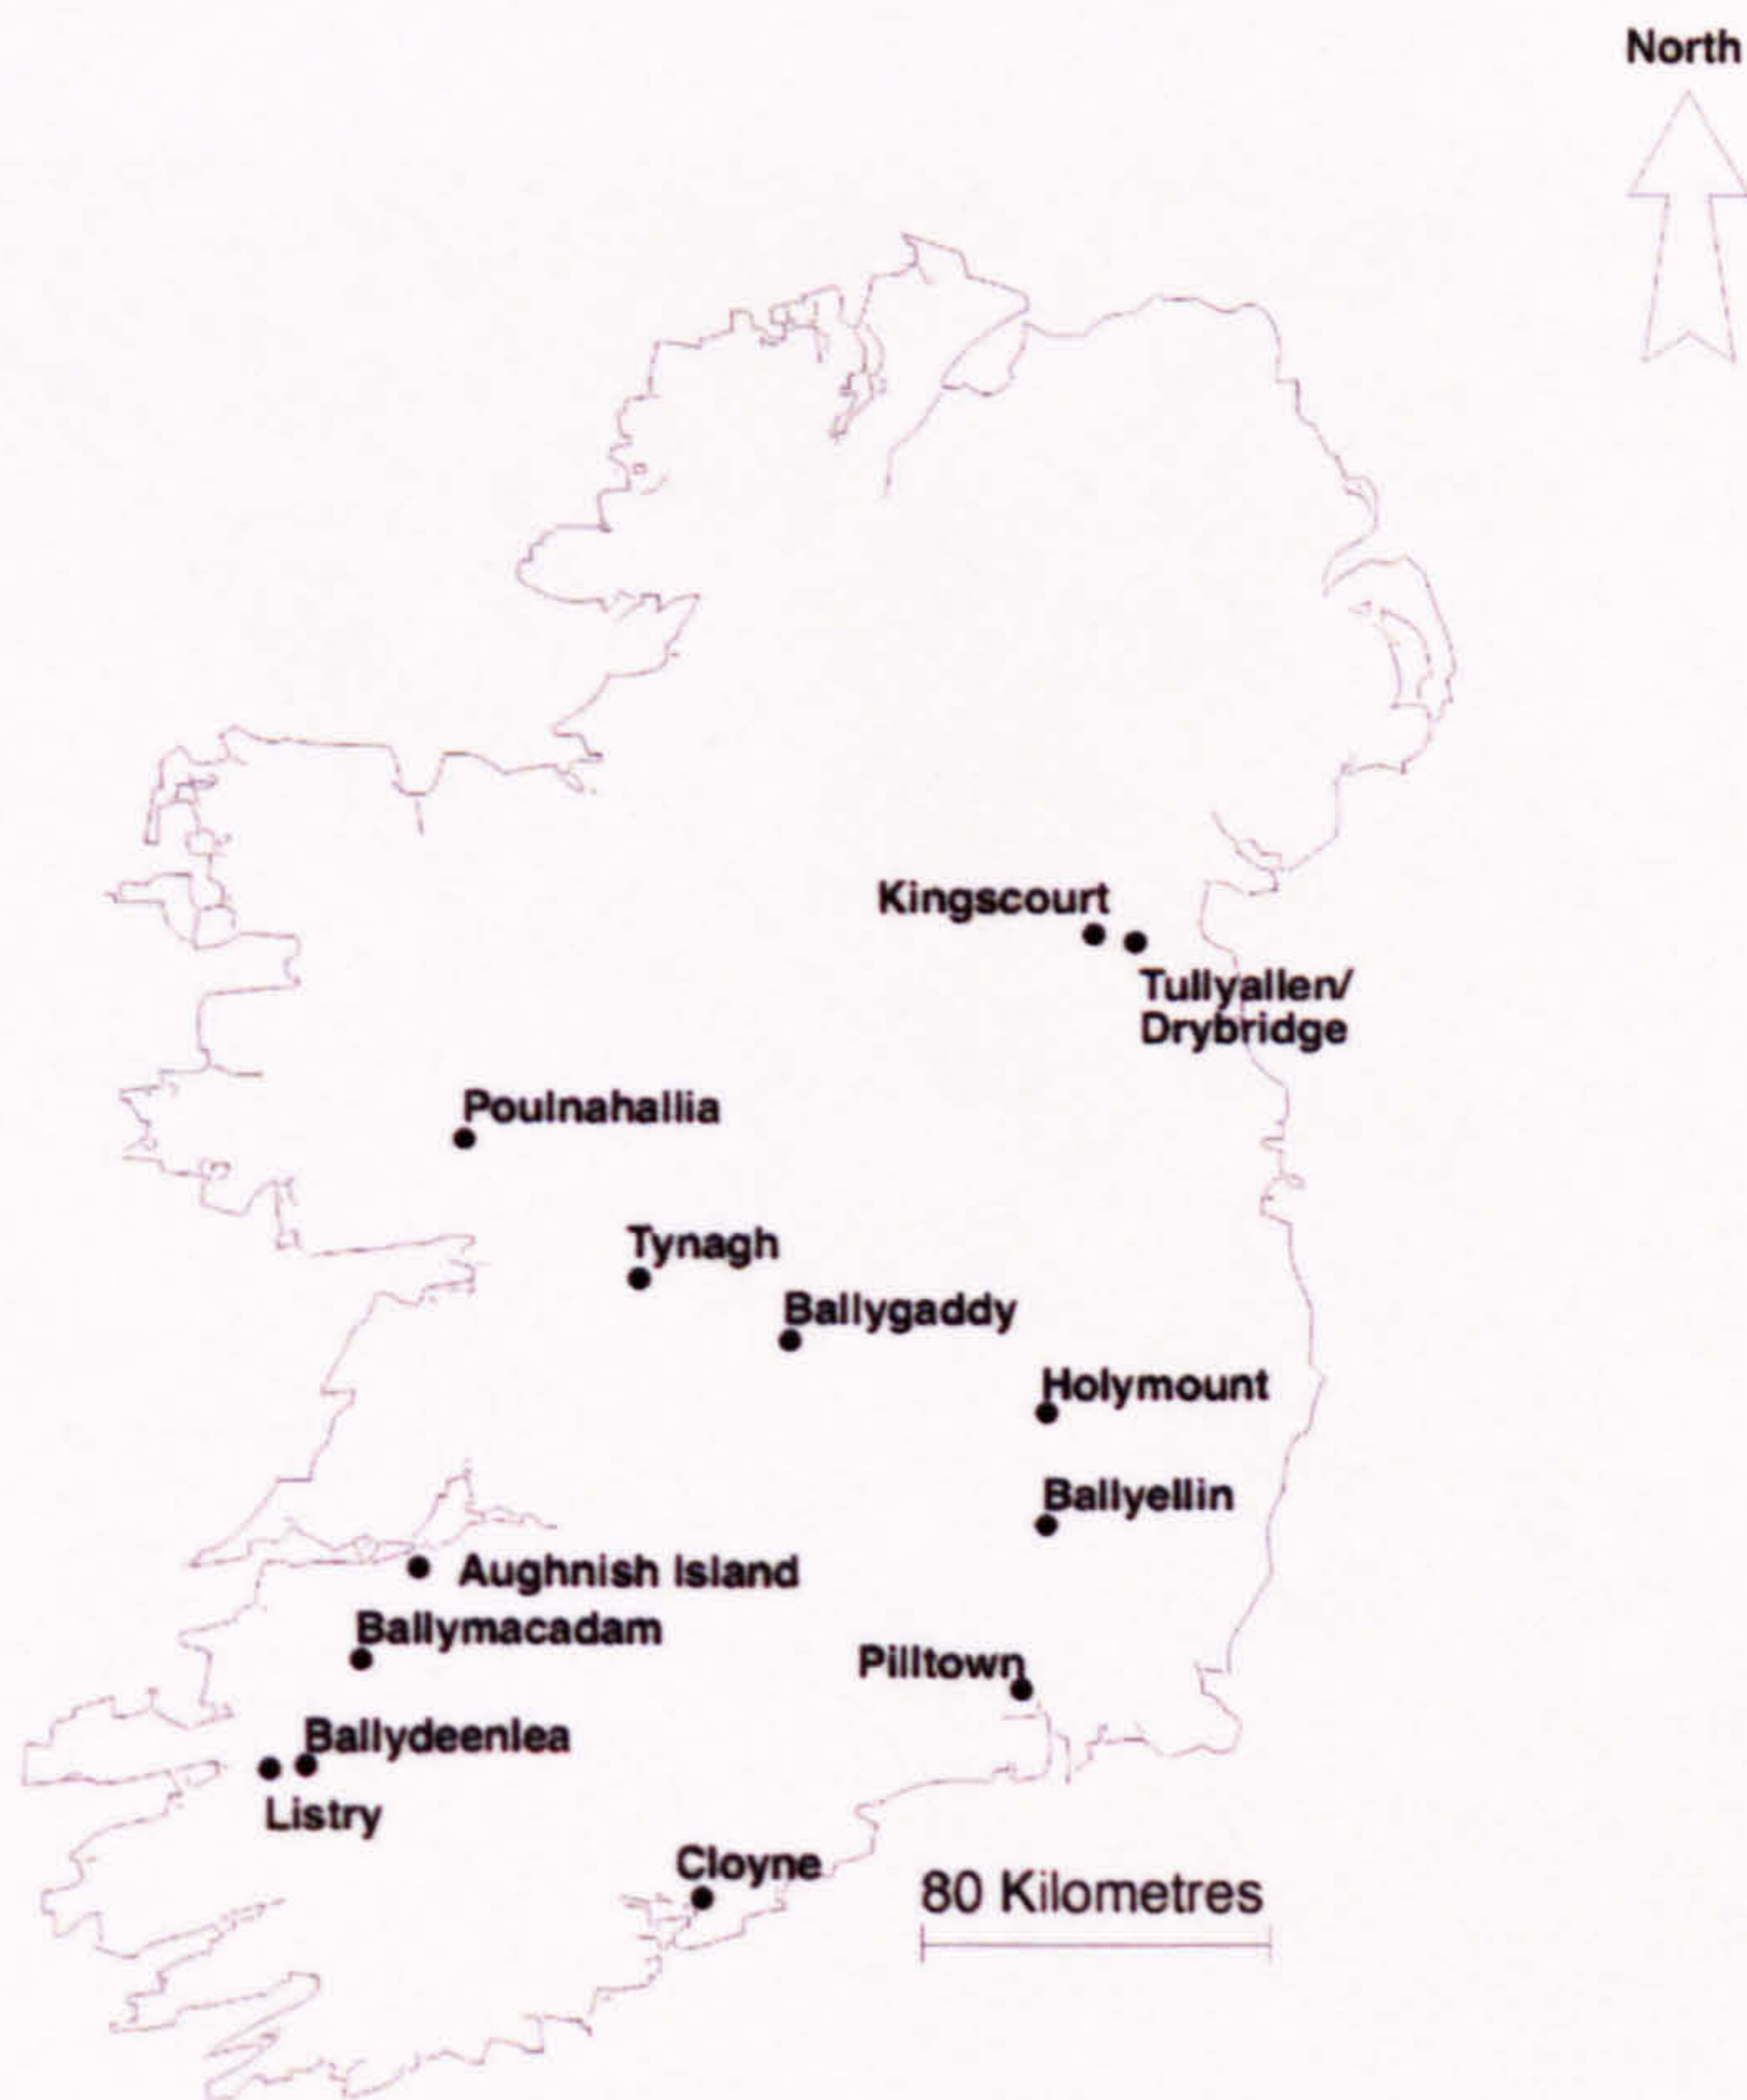 North
Kingscourt
Tullyallen/
Drybridge
Poulnahallia
Tynagh
Ballygaddy
Holymount
Ballyellin
Aughnish Island
Ballymacadam
Pilltown
Ballydeenlea
Listry
Cloyne
80 Kilometres